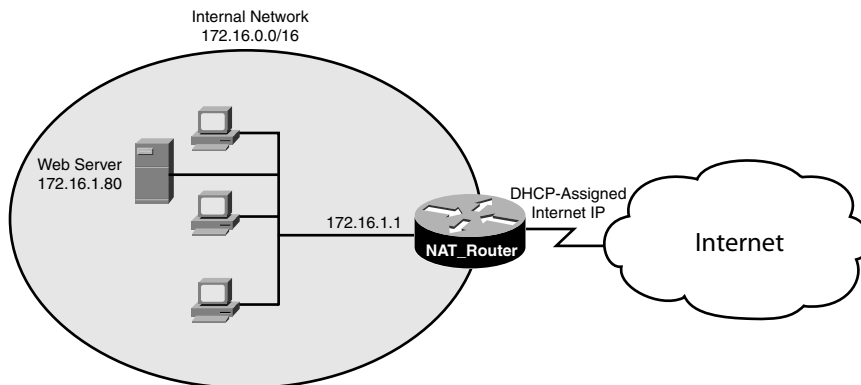 Internal Network
172.16.0.0/16
Web Server
172.16.1.80
172.16.1.1
NAT_Router
DHCP-Assigned
Internet IP
Internet